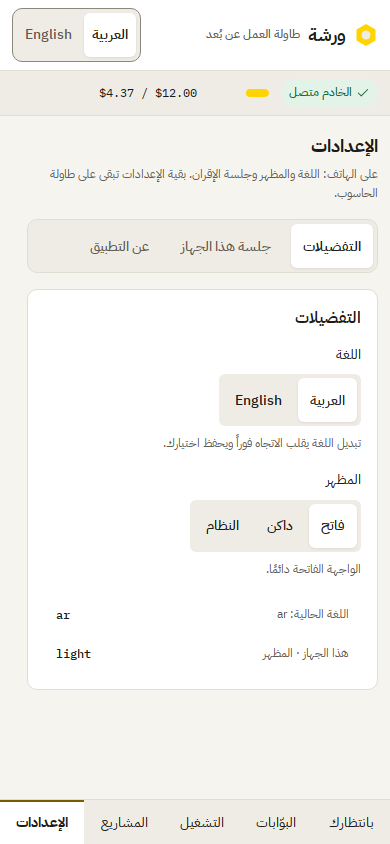 ورشة
طاولة العمل عن بُعد
العربية
English
الخادم متصل
$4.37 / $12.00
الإعدادات
على الهاتف: اللغة والمظهر وجلسة الإقران. بقية الإعدادات تبقى على طاولة
الحاسوب.
التفضيلات
جلسة هذا الجهاز
عن التطبيق
التفضيلات
اللغة
العربية
English
تبديل اللغة يقلب الاتجاه فوراً ويحفظ اختيارك.
المظهر
فاتح
داكن
النظام
الواجهة الفاتحة دائمًا.
اللغة الحالية: ar
ar
هذا الجهاز · المظهر
light
بانتظارك
البوّابات
التشغيل
المشاريع
الإعدادات